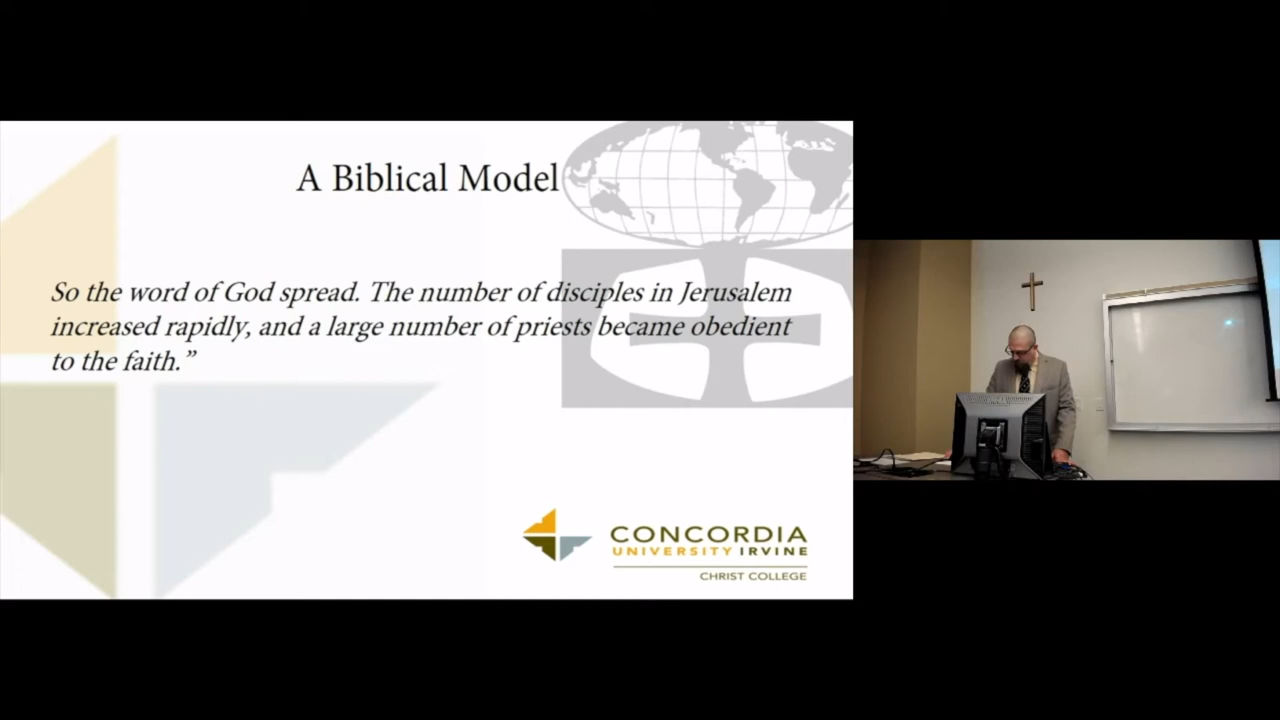 A Biblical Model
So the word of God spread. The number of disciples in Jerusalem
increased rapidly, and a large number of priests became obedient
to the faith.”
CONCORDIA
UNIVERSITY IRVINE
CHRIST COLLEGE